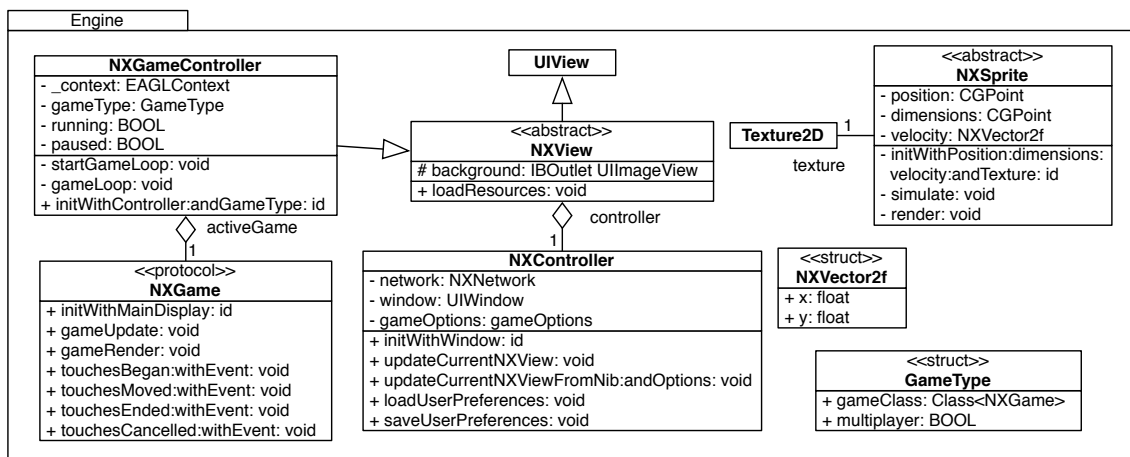 Engine
NXGameController
- _context: EAGLContext
- gameType: GameType
- running: BOOL
- paused: BOOL
- startGameLoop: void
- gameLoop: void
+ initWithController:andGameType: id
activeGame
1
<<protocol>>
NXGame
+ initWithMainDisplay: id
+ gameUpdate: void
+ gameRender: void
+ touchesBegan:withEvent: void
+ touchesMoved:withEvent: void
+ touchesEnded:withEvent: void
+ touchesCancelled:withEvent: void
UIView
<<abstract>>
NXView
# background: IBOutlet UIImageView
+ loadResources: void
controller
1
NXController
- network: NXNetwork
- window: UIWindow
- gameOptions: gameOptions
+ initWithWindow: id
+ updateCurrentNXView: void
+ updateCurrentNXViewFromNib:andOptions: void
+ loadUserPreferences: void
+ saveUserPreferences: void
Texture2D
1
texture
<<abstract>>
NXSprite
- position: CGPoint
- dimensions: CGPoint
- velocity: NXVector2f
- initWithPosition:dimensions:
velocity:andTexture: id
- simulate: void
- render: void
<<struct>>
NXVector2f
+ x: float
+ y: float
<<struct>>
GameType
+ gameClass: Class<NXGame>
+ multiplayer: BOOL